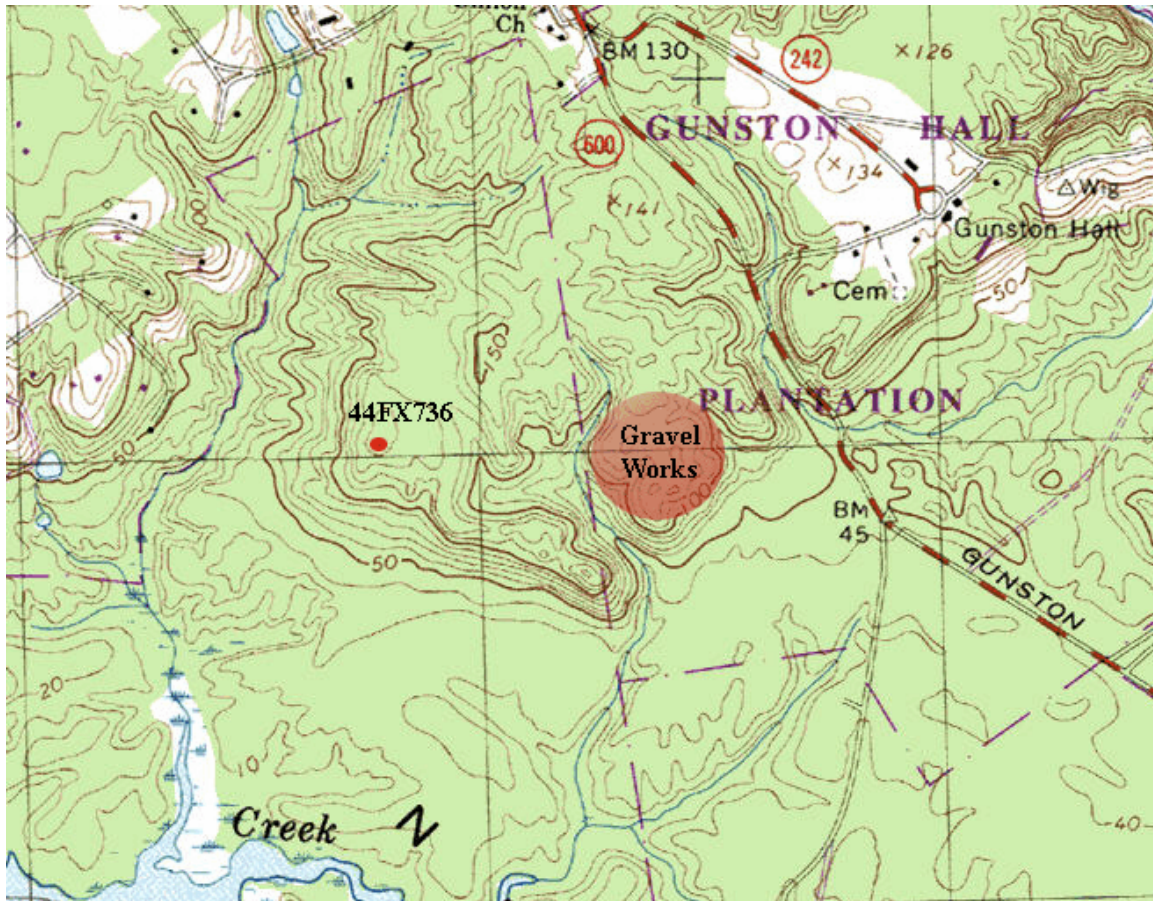 Ch
BM 130
242
×126
GUNSTON HALL
600
×134
Wig
×141
Gunston Hall
100
Cem
50
50
44FX736
PLANTATION
Gravel
Works
50
100
BM
45
50
GUNSTON
20
10
Creek
N
40